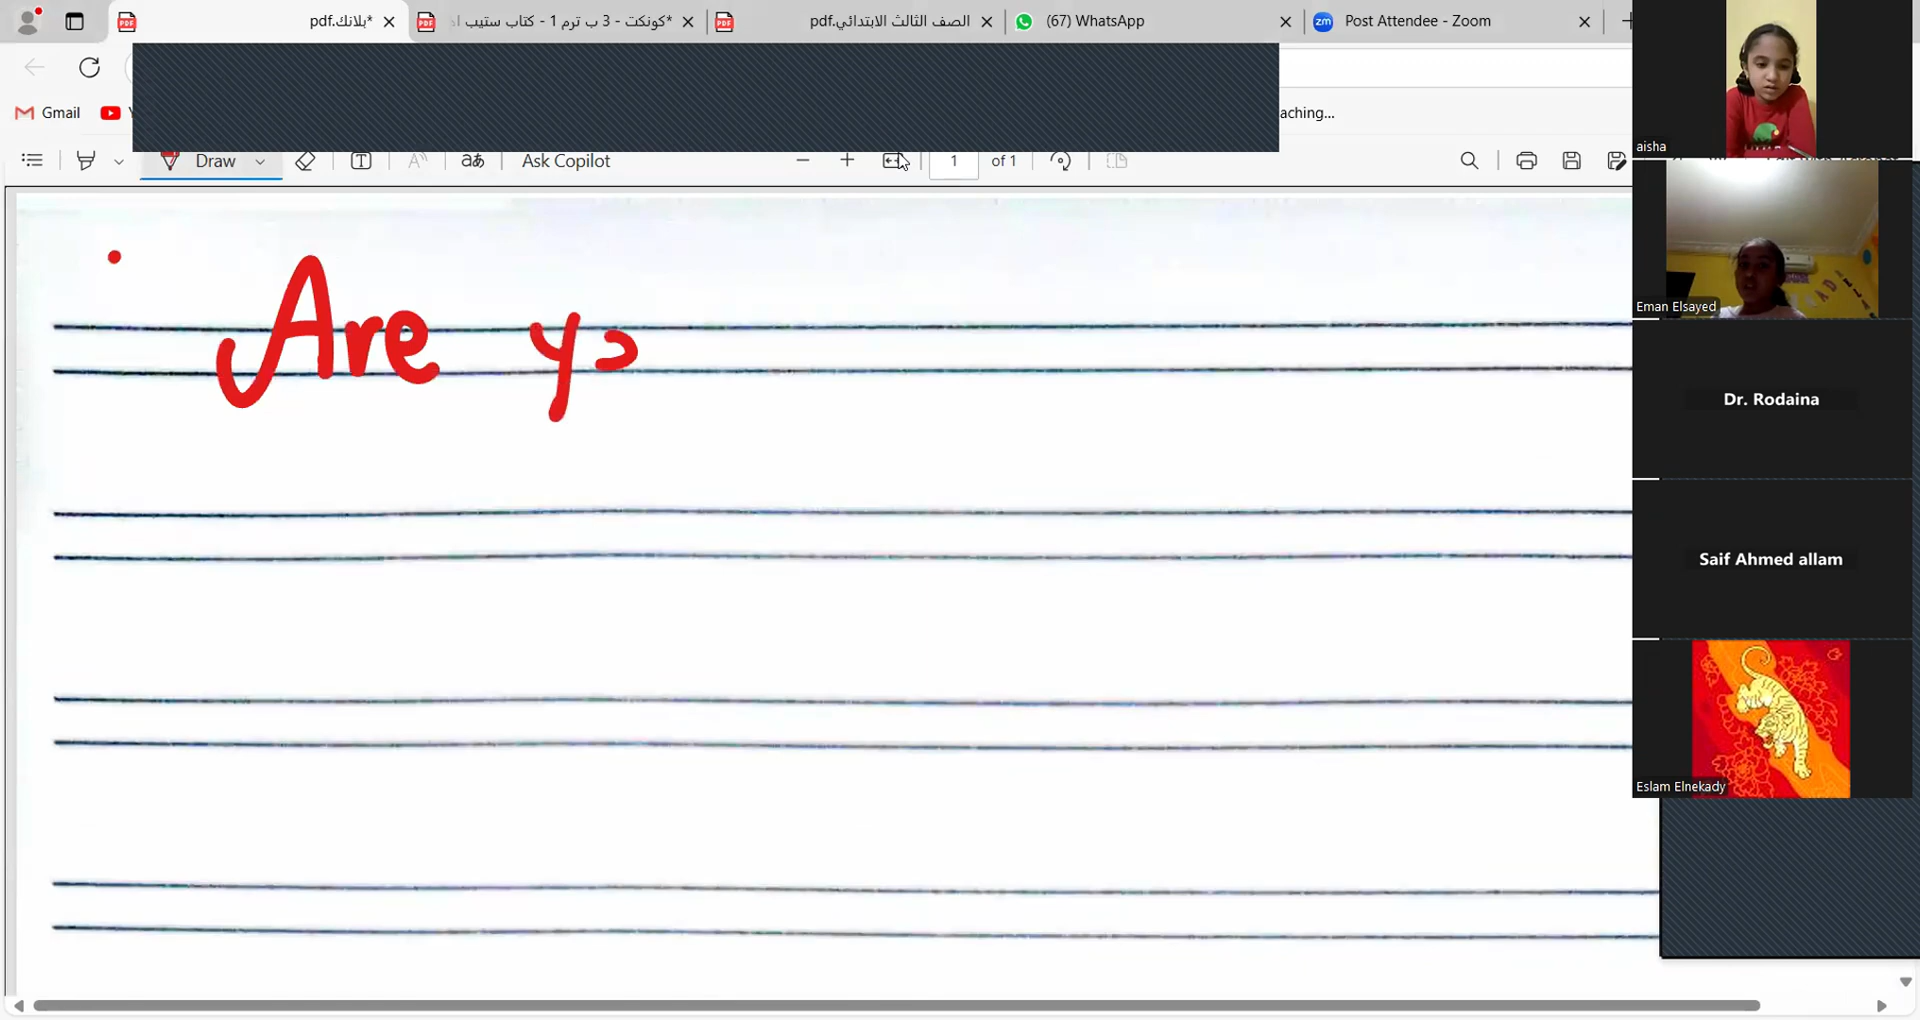 *بلانك.pdf
*كونكت - 3 ب ترم 1 - كتاب ستيب
الصف الثالث الابتدائي.pdf
(67) WhatsApp
Post Attendee - Zoom
Gmail
aching...
Draw
Ask Copilot
1 of 1
Are
aisha
Eman Elsayed
Dr. Rodaina
Saif Ahmed allam
Eslam Elnekady